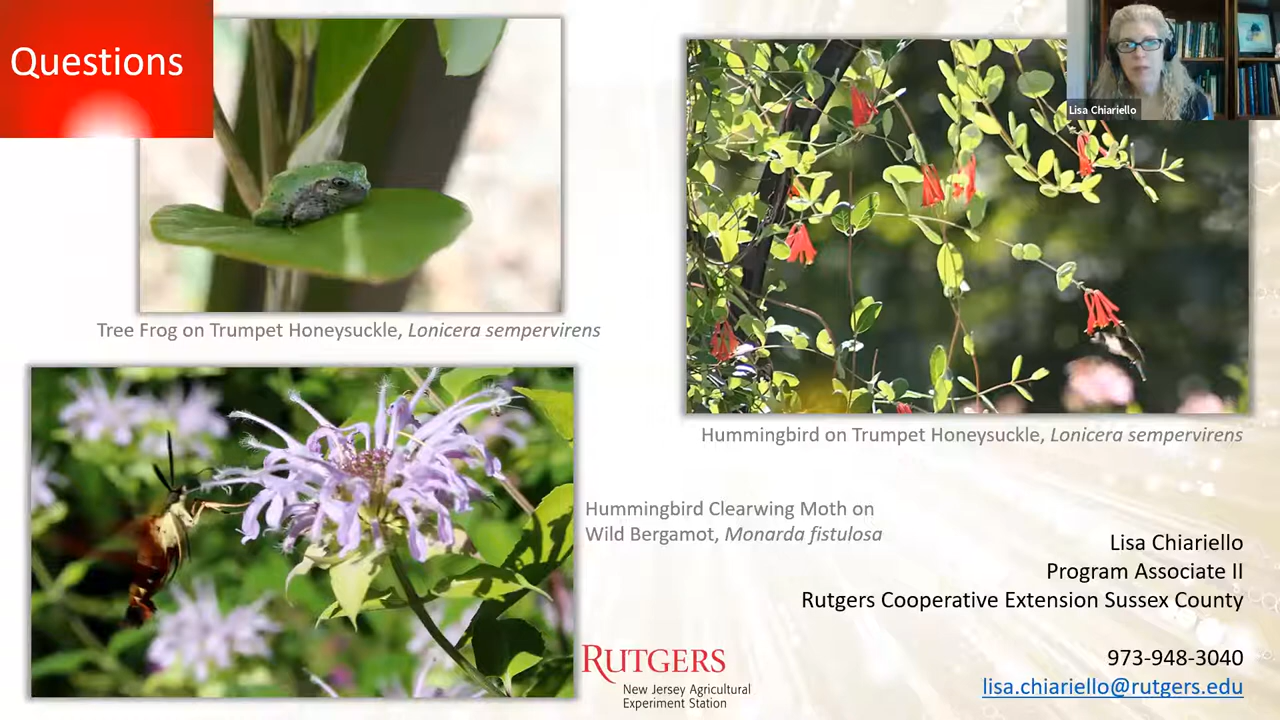 Questions
Lisa Chiariello
Tree Frog on Trumpet Honeysuckle, Lonicera sempervirens
Hummingbird on Trumpet Honeysuckle, Lonicera sempervirens
Hummingbird Clearwing Moth on
Wild Bergamot, Monarda fistulosa
Lisa Chiariello
Program Associate II
Rutgers Cooperative Extension Sussex County
973-948-3040
lisa.chiariello@rutgers.edu
RUTGERS
New Jersey Agricultural
Experiment Station